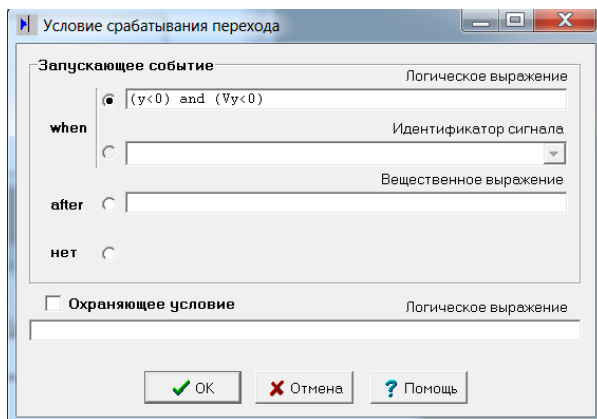 Условие срабатывания перехода
Запускающее событие
Логическое выражение
(y<0) and (Vy<0)
when
Идентификатор сигнала
Вещественное выражение
after
нет
Охраняющее условие
Логическое выражение
OK
Отмена
? Помощь